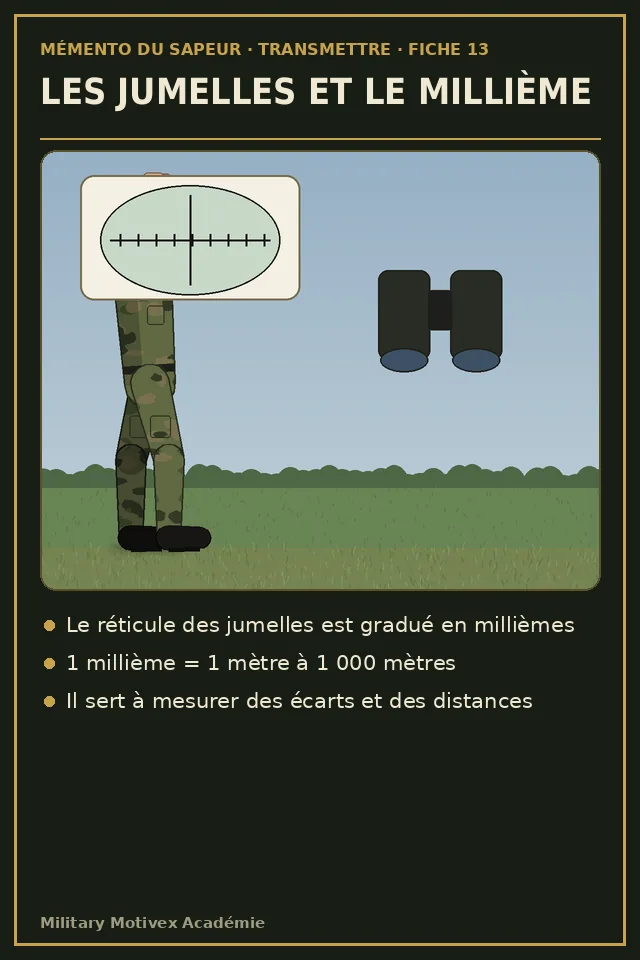 MÉMENTO DU SAPEUR · TRANSMETTRE · FICHE 13
LES JUMELLES ET LE MILLIÈME
Le réticule des jumelles est gradué en millièmes
1 millième = 1 mètre à 1 000 mètres
Il sert à mesurer des écarts et des distances
Military Motivex Académie